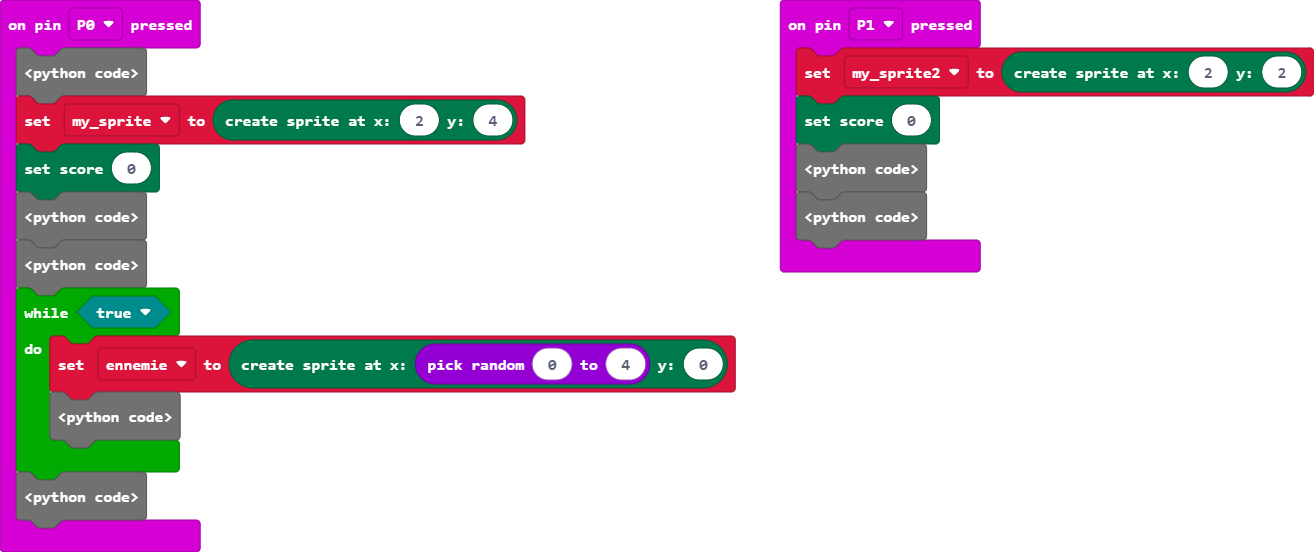 on pin P0 pressed
<python code>
set my_sprite to create sprite at x: 2 y: 4
set score 0
<python code>
<python code>
while true
do
set ennemie to create sprite at x: pick random 0 to 4 y: 0
<python code>
<python code>
on pin P1 pressed
set my_sprite2 to create sprite at x: 2 y: 2
set score 0
<python code>
<python code>